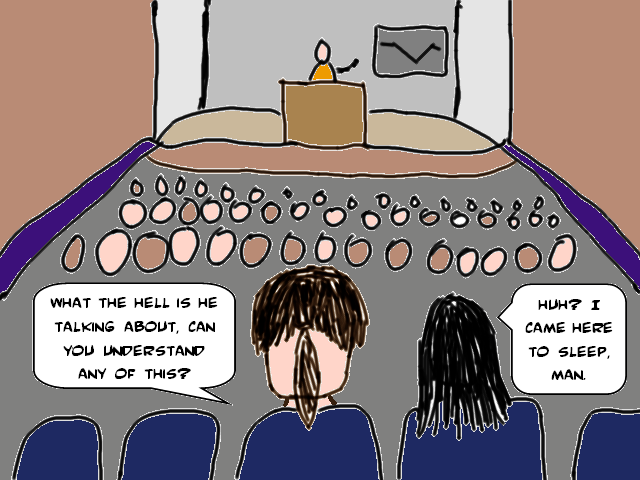 WHAT THE HELL IS HE
TALKING ABOUT, CAN
YOU UNDERSTAND
ANY OF THIS?
HUH? I
CAME HERE
TO SLEEP,
MAN.